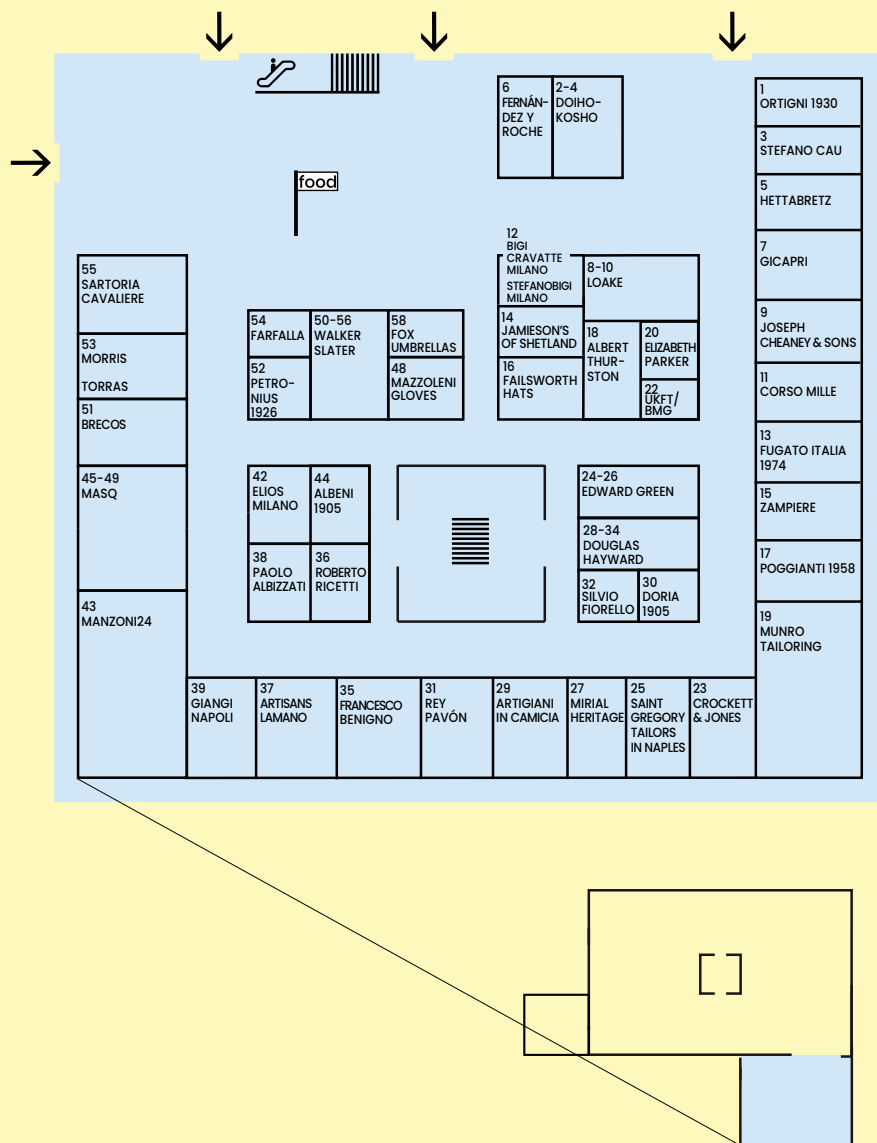 6
FERNÁN-
DEZ Y
ROCHE
2-4
DOIHO-
KOSHO
1
ORTIGNI 1930
3
STEFANO CAU
5
HETTABRETZ
7
GICAPRI
9
JOSEPH
CHEANEY & SONS
11
CORSO MILLE
13
FUGATO ITALIA
1974
15
ZAMPIERE
17
POGGIANTI 1958
19
MUNRO
TAILORING
food
12
BIGI
CRAVATTE
MILANO
STEFANOBIGI
MILANO
8-10
LOAKE
14
JAMIESON'S
OF SHETLAND
16
FAILSWORTH
HATS
18
ALBERT
THUR-
STON
20
ELIZABETH
PARKER
22
UKFT/
BMG
55
SARTORIA
CAVALIERE
53
MORRIS
TORRAS
51
BRECOS
45-49
MASQ
43
MANZONI24
54
FARFALLA
50-56
WALKER
SLATER
58
FOX
UMBRELLAS
52
PETRO-
NIUS
1926
48
MAZZOLENI
GLOVES
42
ELIOS
MILANO
44
ALBENI
1905
38
PAOLO
ALBIZZATI
36
ROBERTO
RICETTI
24-26
EDWARD GREEN
28-34
DOUGLAS
HAYWARD
32
SILVIO
FIORELLO
30
DORIA
1905
39
GIANGI
NAPOLI
37
ARTISANS
LAMANO
35
FRANCESCO
BENIGNO
31
REY
PAVÓN
29
ARTIGIANI
IN CAMICIA
27
MIRIAL
HERITAGE
25
SAINT
GREGORY
TAILORS
IN NAPLES
23
CROCKETT
& JONES